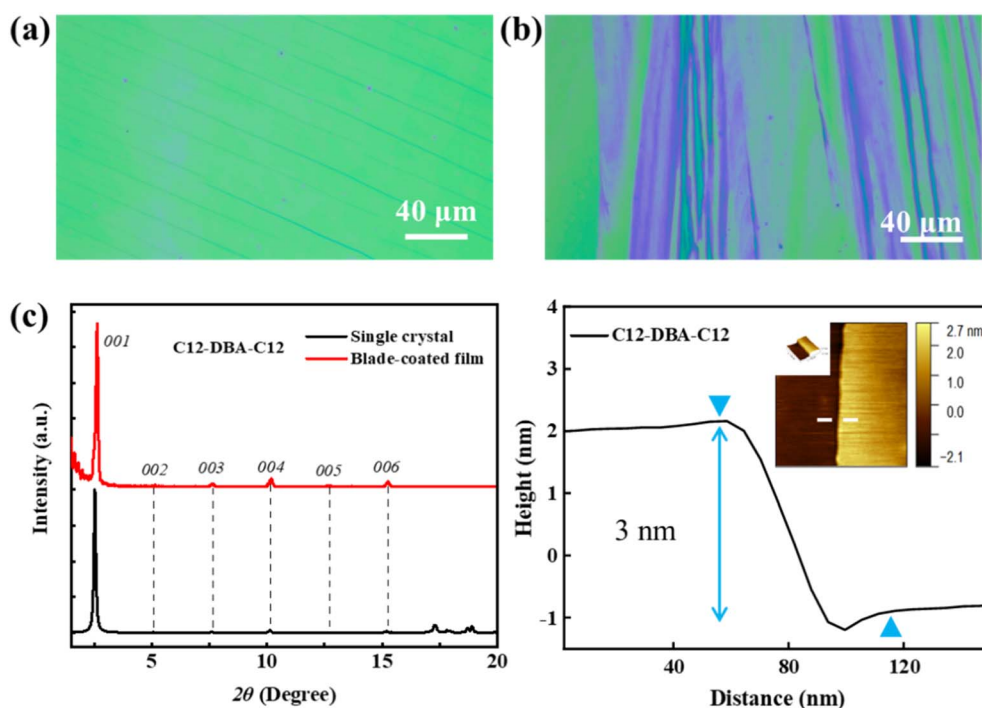 (a)
40 μm
(b)
40 μm
(c)
C12-DBA-C12
Single crystal
Blade-coated film
001
002
003
004
005
006
Intensity (a.u.)
5
10
15
20
2θ (Degree)
C12-DBA-C12
2.7 nm
2.0
1.0
0.0
−2.1
3 nm
4
3
2
1
0
-1
Height (nm)
40
80
120
Distance (nm)